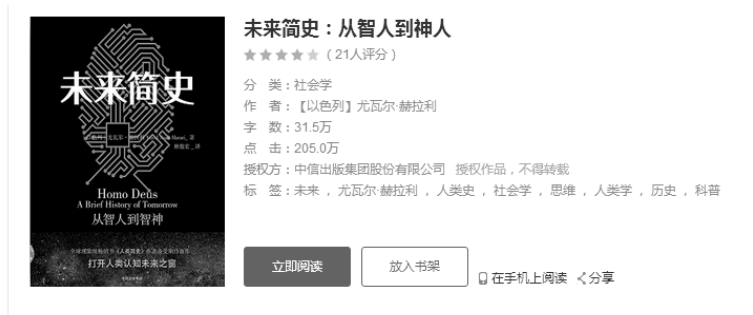 未来简史
Homo Deus
A Brief History of Tomorrow
从智人到智神
打开人类认知未来之窗
未来简史：从智人到神人
（21人评分）
分 类：社会学
作 者：【以色列】尤瓦尔·赫拉利
字 数：31.5万
点 击：205.0万
授权方：中信出版集团股份有限公司 授权作品，不得转载
标 签：未来 ， 尤瓦尔·赫拉利 ， 人类史 ， 社会学 ， 思维 ， 人类学 ， 历史 ， 科普
立即阅读
放入书架
在手机上阅读
分享